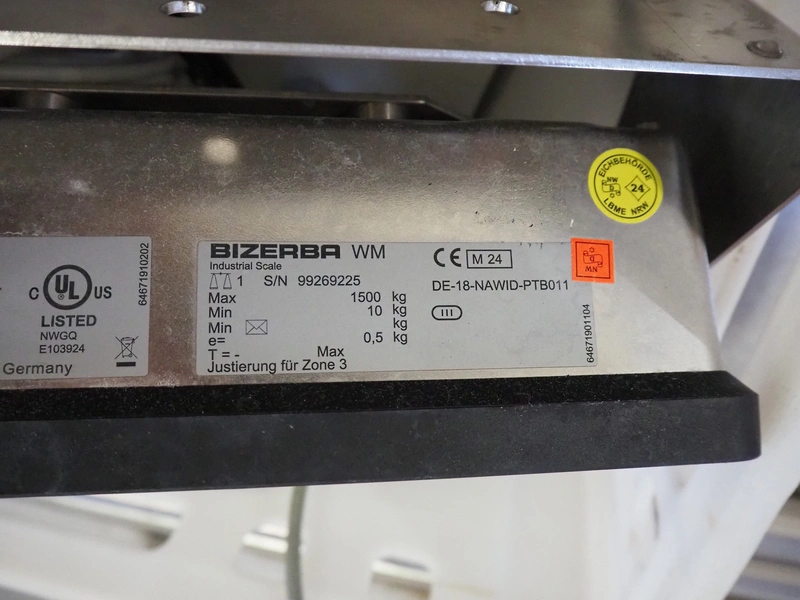 C UL US
LISTED
NWGQ
E103924
Germany
64671910202
BIZERBA WM
Industrial Scale
1 S/N 99269225
Max 1500 kg
Min 10 kg
Min kg
e= 0,5 kg
T = - Max
Justierung für Zone 3
CE M 24
DE-18-NAWID-PTB011
III
64671901104
EICHBEHÖRDE
NW
24
LBME NRW
NW